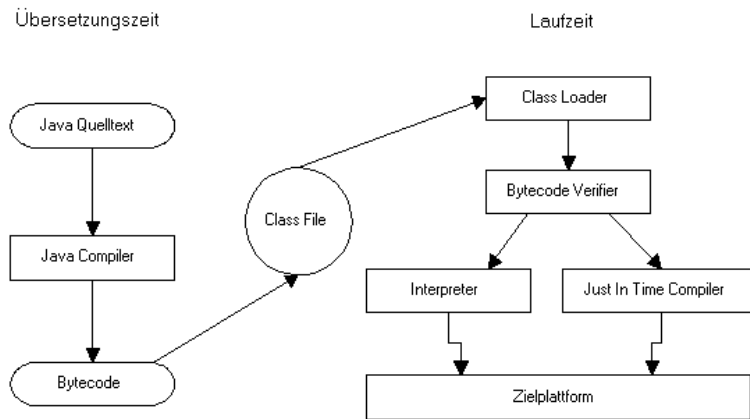 Übersetzungszeit
Laufzeit
Java Quelltext
Java Compiler
Bytecode
Class File
Class Loader
Bytecode Verifier
Interpreter
Just In Time Compiler
Zielplattform